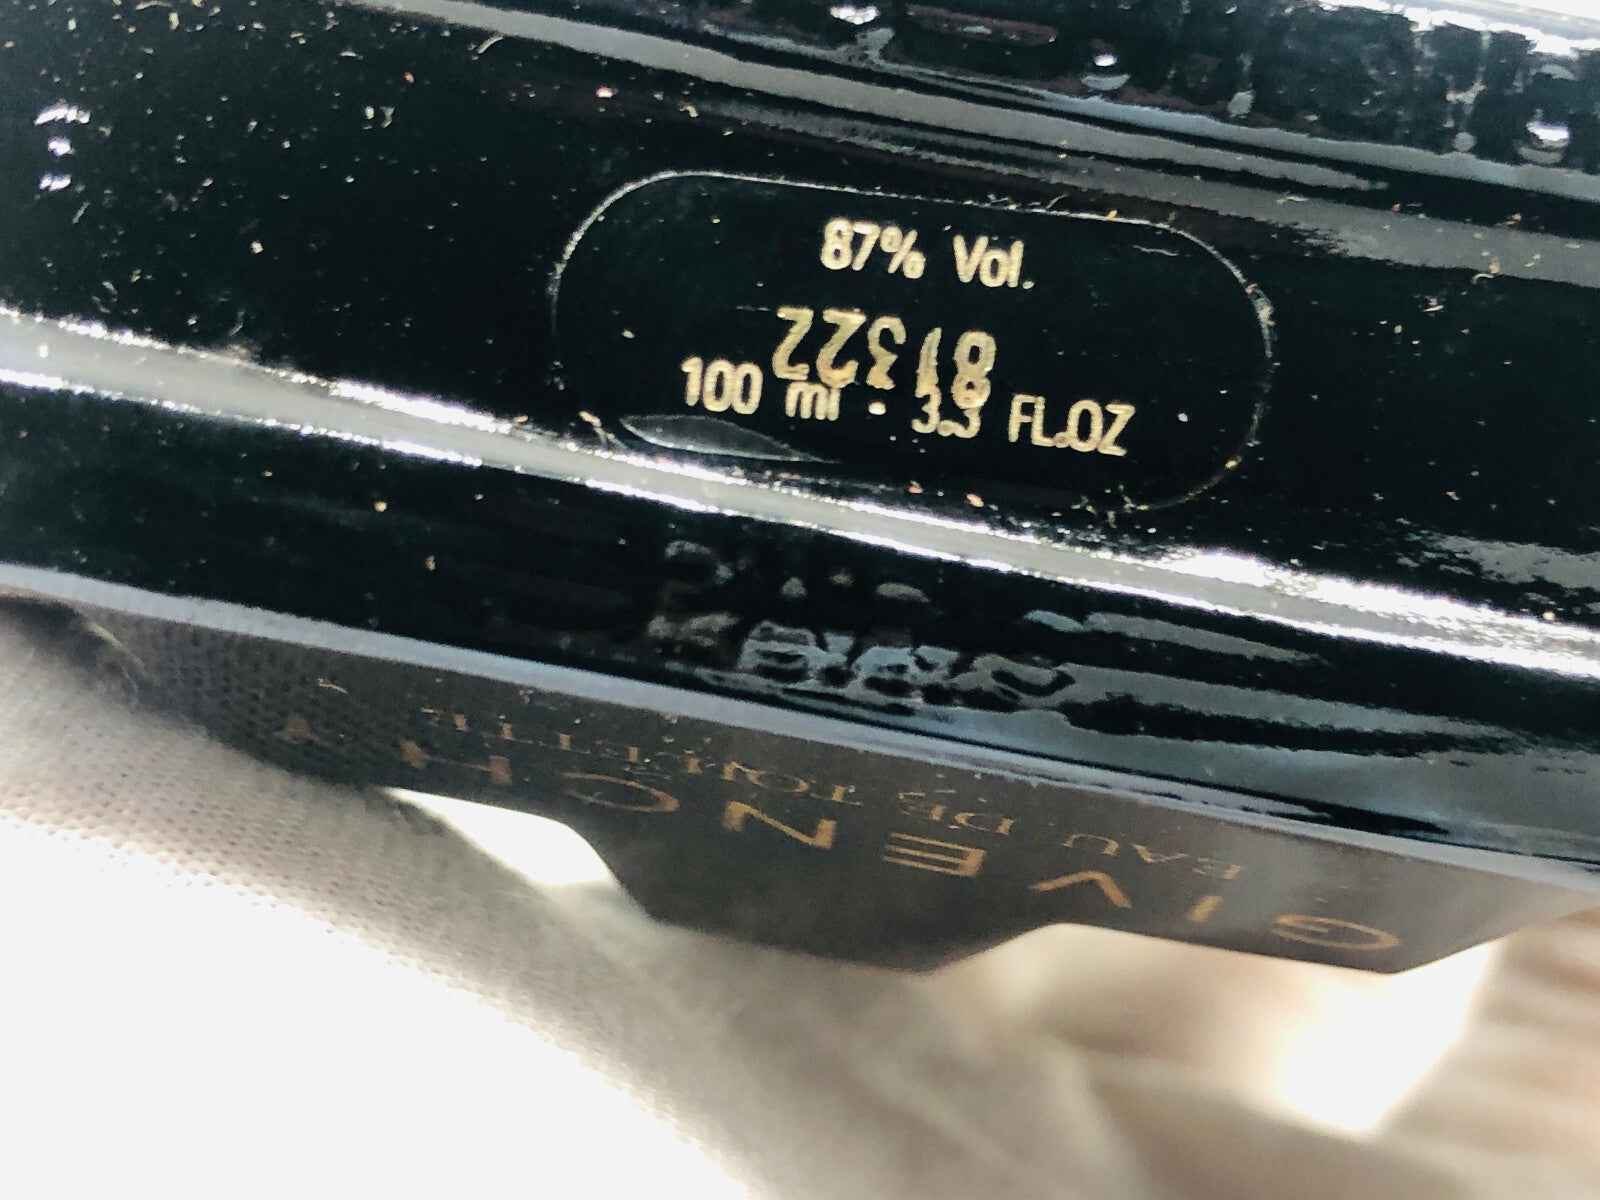 87% Vol.
81322
100 ml · 3.3 FL.OZ
GIVENCHY
EAU DE TOILETTE